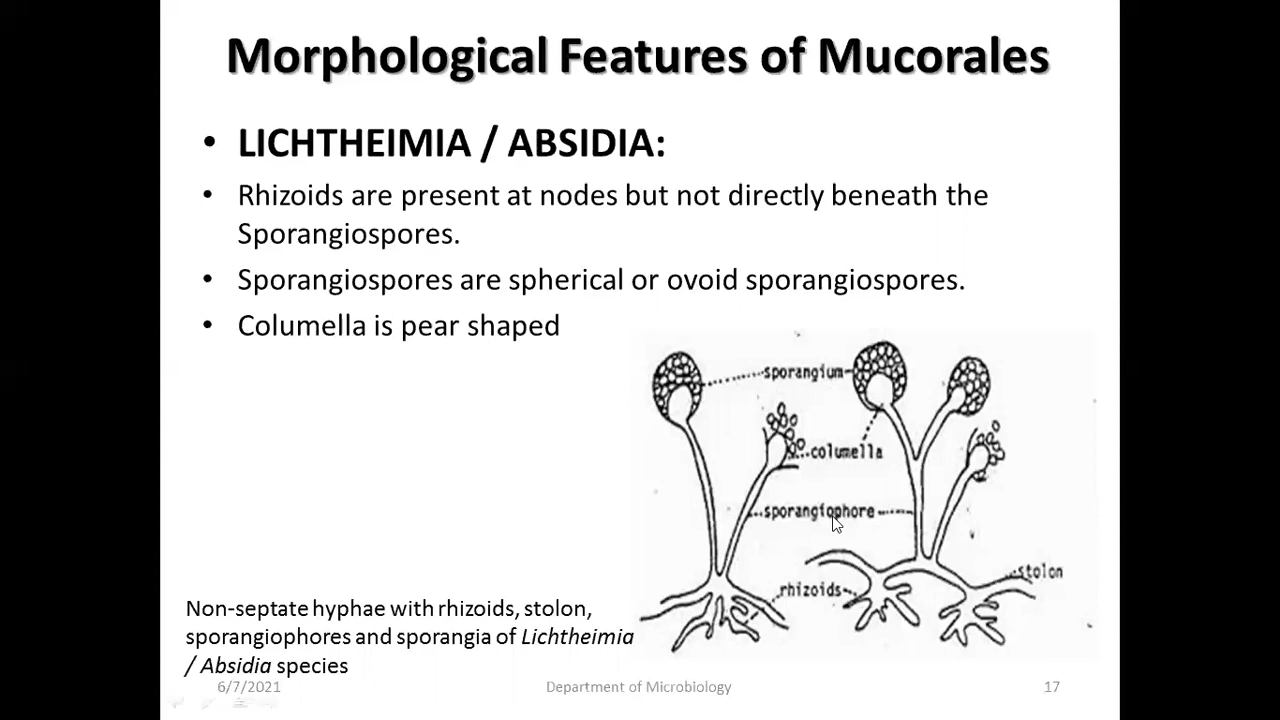 Morphological Features of Mucorales
• LICHTHEIMIA / ABSIDIA:
• Rhizoids are present at nodes but not directly beneath the
Sporangiospores.
• Sporangiospores are spherical or ovoid sporangiospores.
• Columella is pear shaped
sporangium
columella
sporangiophore
stolon
rhizoids
Non-septate hyphae with rhizoids, stolon,
sporangiophores and sporangia of Lichtheimia
/ Absidia species
6/7/2021
Department of Microbiology
17